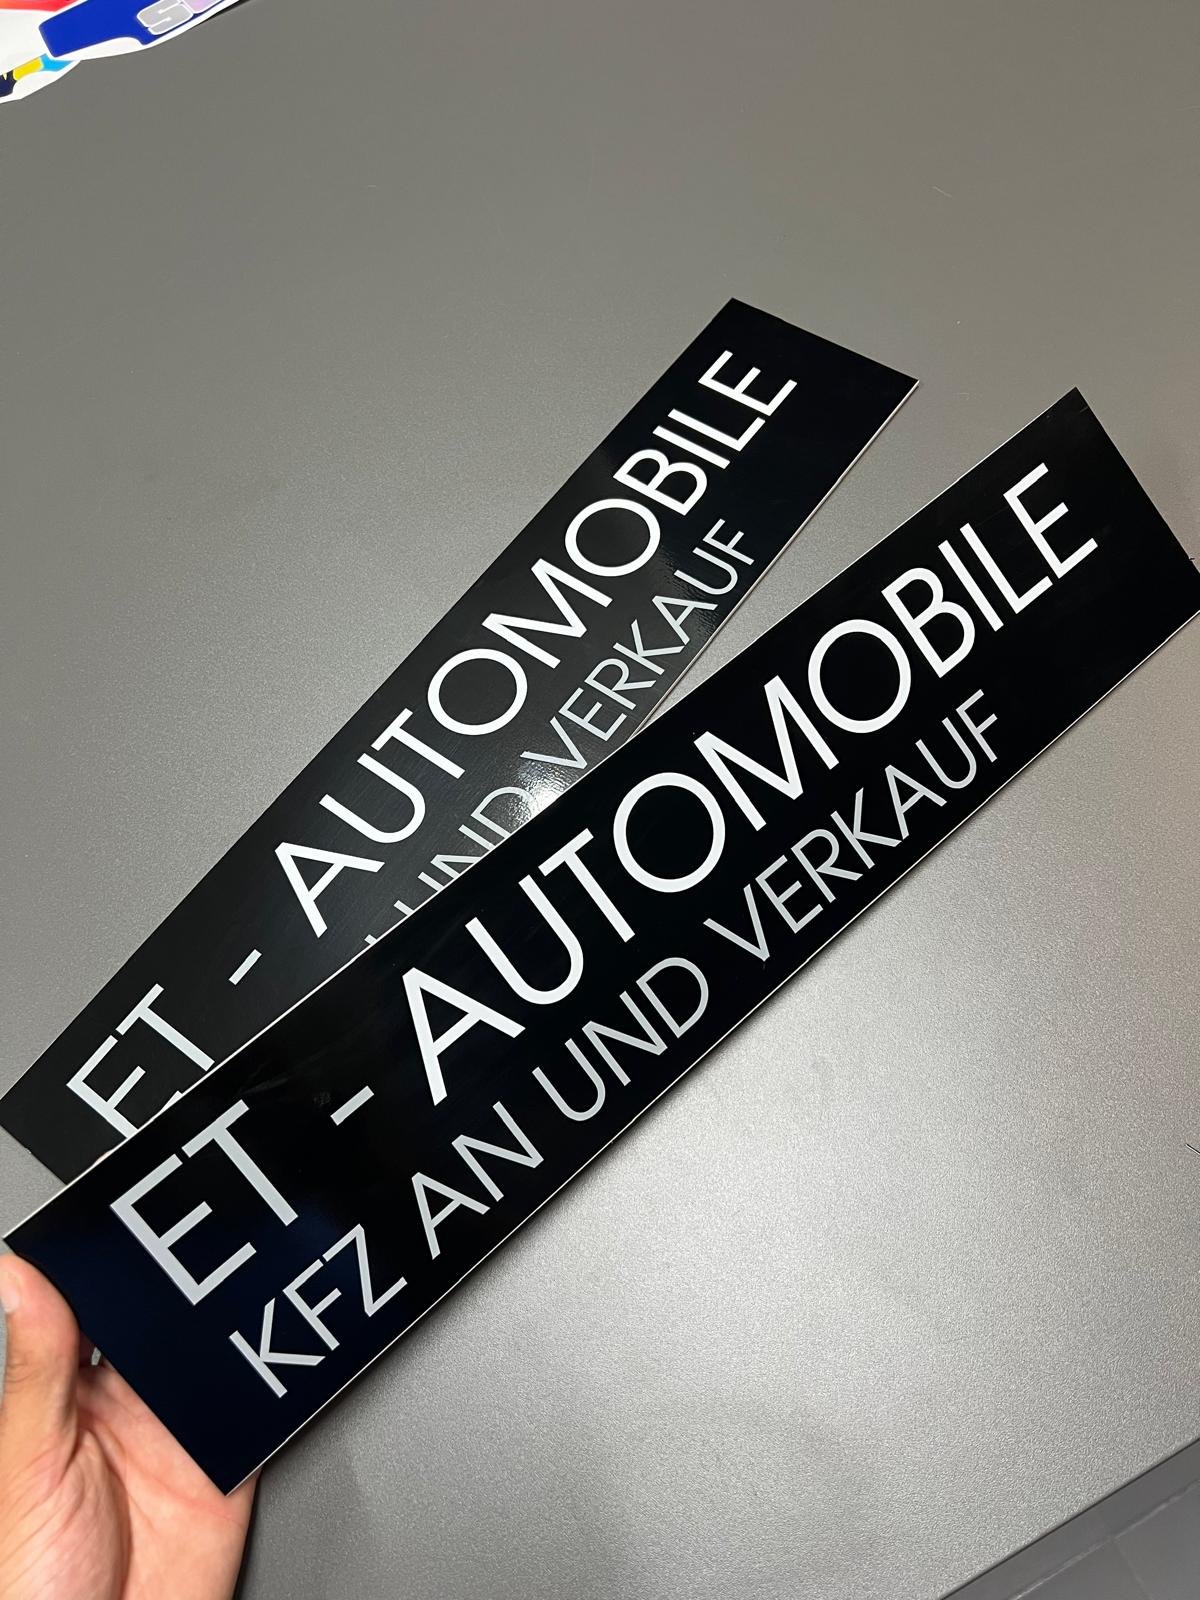 ET - AUTOMOBILE
UND VERKAUF
ET - AUTOMOBILE
KFZ AN UND VERKAUF